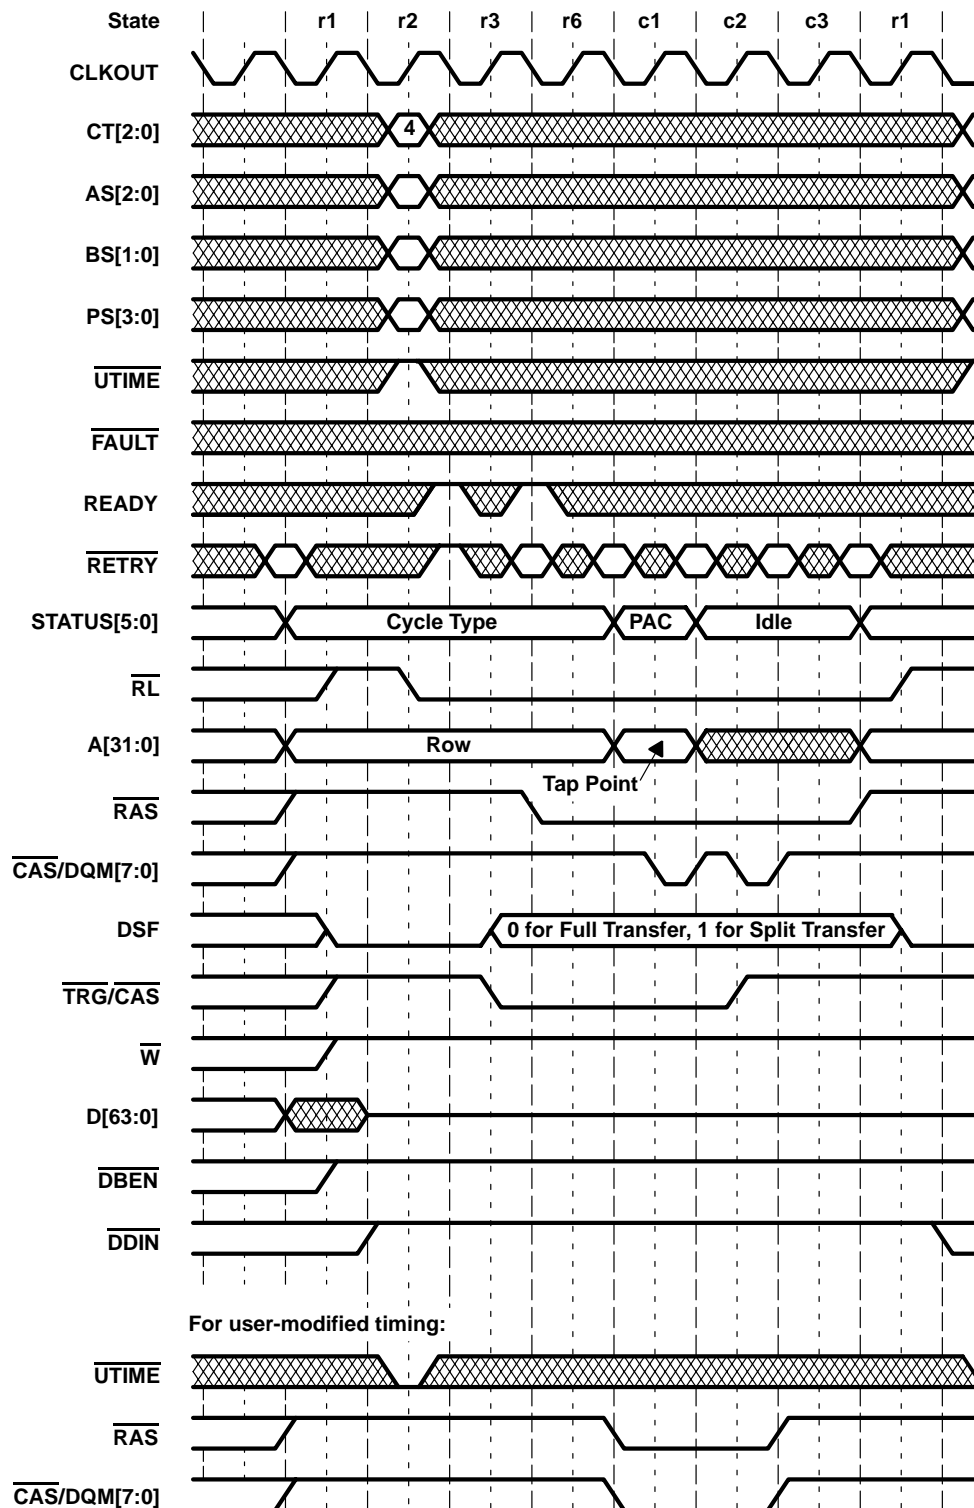 State r1 r2 r3 r6 c1 c2 c3 r1
CLKOUT
CT[2:0] 4
AS[2:0]
BS[1:0]
PS[3:0]
UTIME
FAULT
READY
RETRY
STATUS[5:0] Cycle Type PAC Idle
RL
A[31:0] Row
Tap Point
RAS
CAS/DQM[7:0]
DSF 0 for Full Transfer, 1 for Split Transfer
TRG/CAS
W
D[63:0]
DBEN
DDIN
For user-modified timing:
UTIME
RAS
CAS/DQM[7:0]